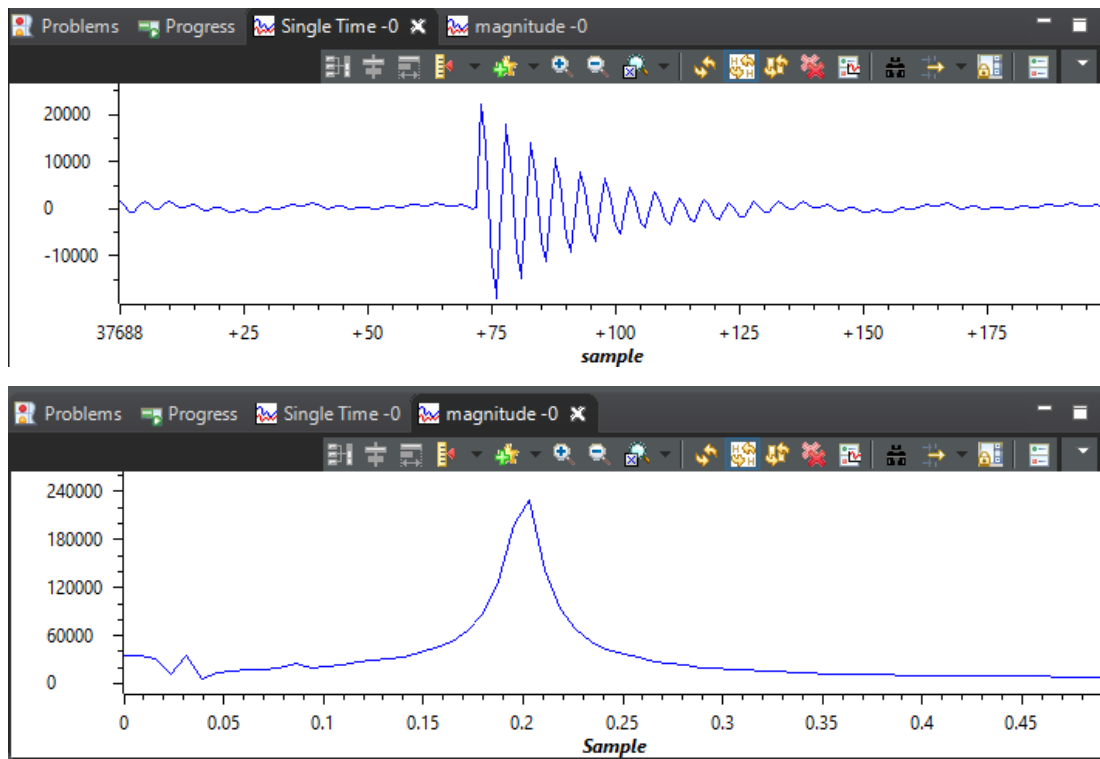 Problems Progress Single Time -0 magnitude -0
20000
10000
0
-10000
37688 +25 +50 +75 +100 +125 +150 +175
sample
Problems Progress Single Time -0 magnitude -0
240000
180000
120000
60000
0
0 0.05 0.1 0.15 0.2 0.25 0.3 0.35 0.4 0.45
Sample